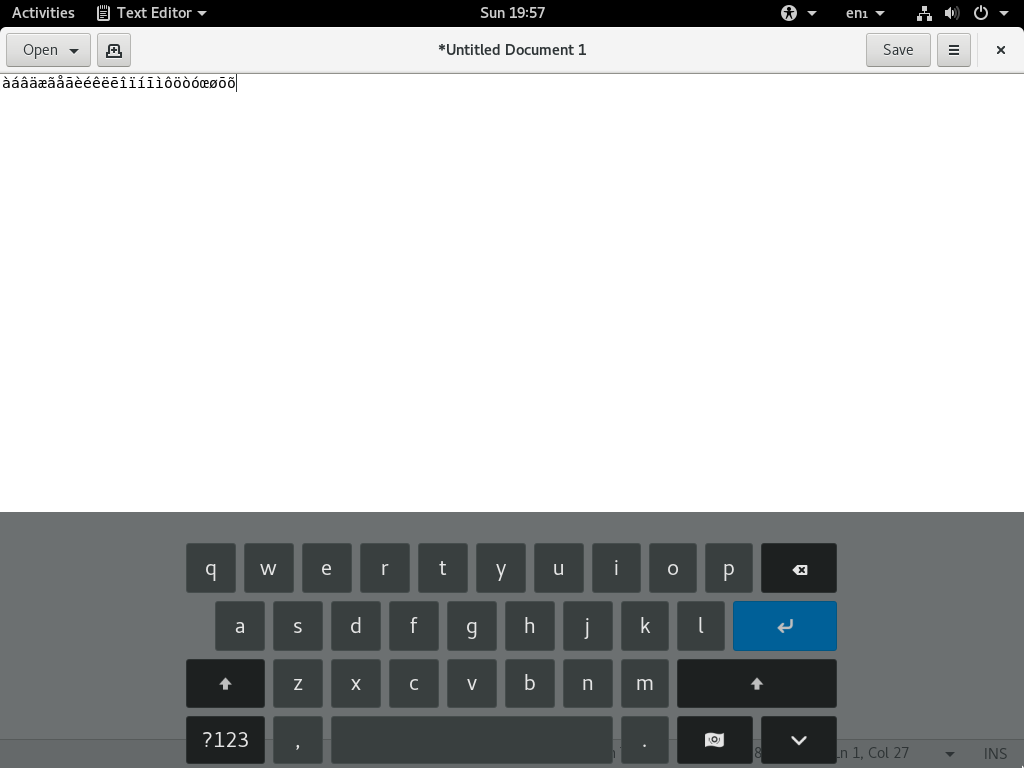 Activities Text Editor Sun 19:57 en₁
Open *Untitled Document 1 Save
àáâäæãåāèéêëēîïíīìôöòóœøōõ
q w e r t y u i o p
a s d f g h j k l
z x c v b n m
?123 , .
Ln 1, Col 27 INS